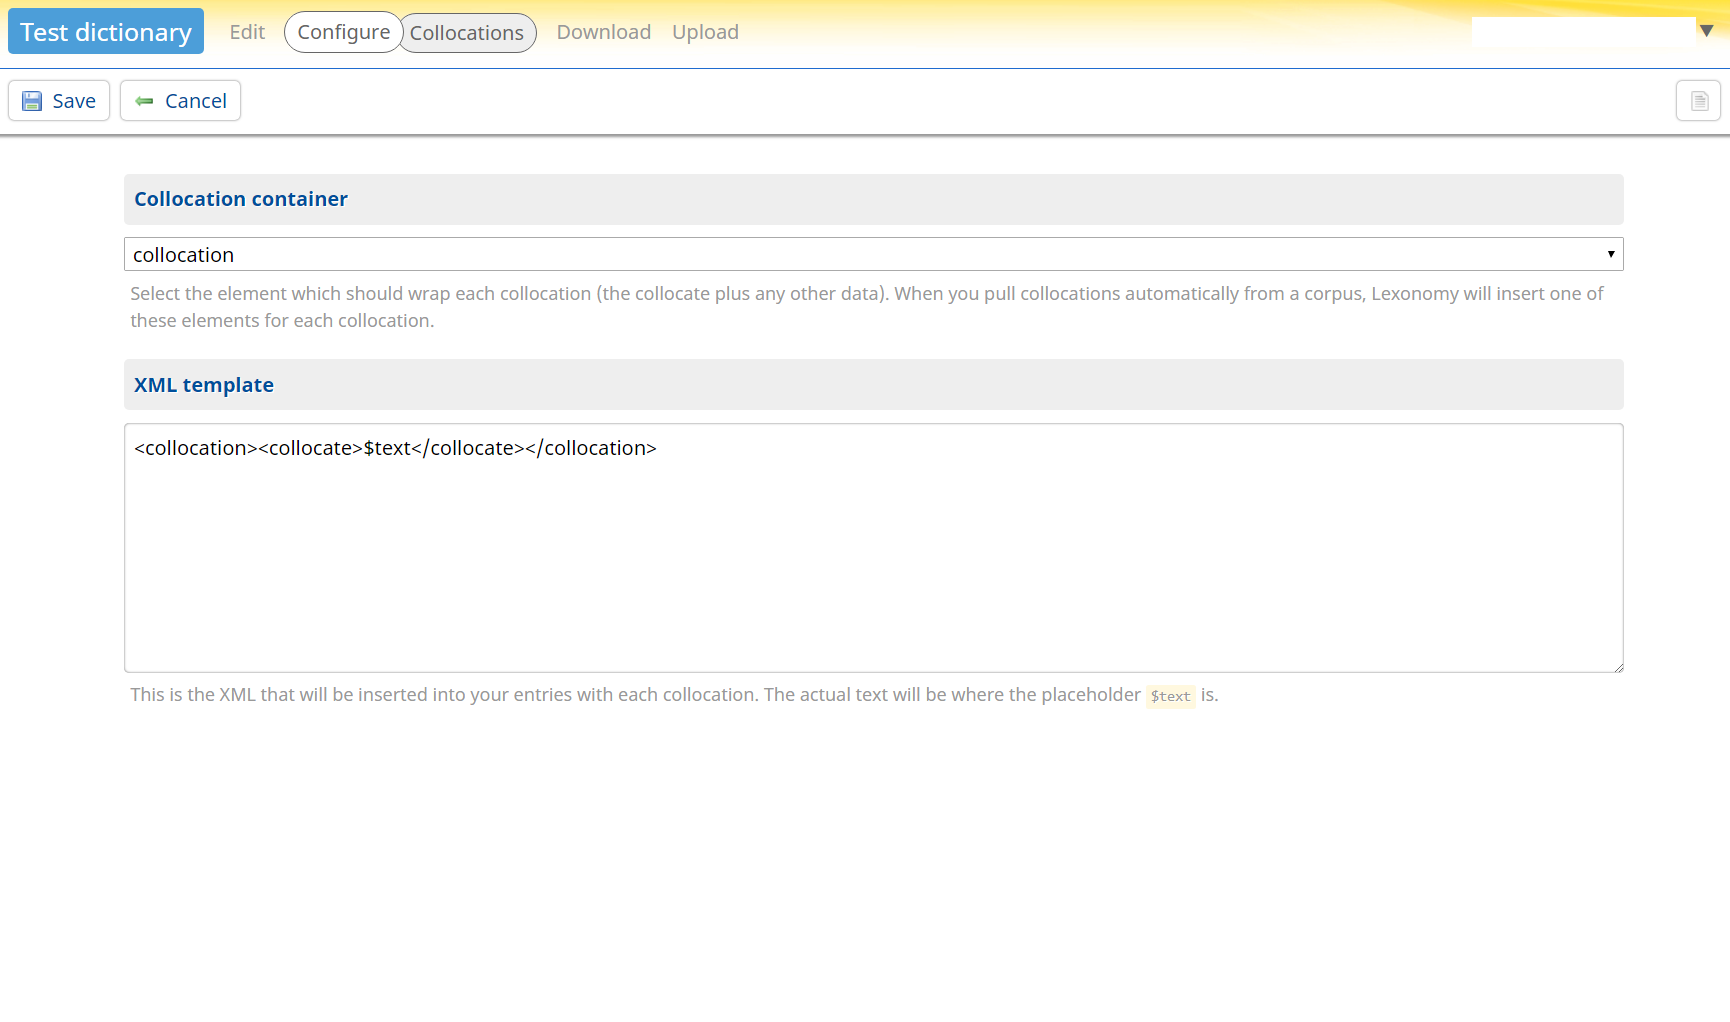 Test dictionary Edit Configure Collocations Download Upload
Save Cancel
Collocation container
collocation
Select the element which should wrap each collocation (the collocate plus any other data). When you pull collocations automatically from a corpus, Lexonomy will insert one of
these elements for each collocation.
XML template
<collocation><collocate>$text</collocate></collocation>
This is the XML that will be inserted into your entries with each collocation. The actual text will be where the placeholder $text is.